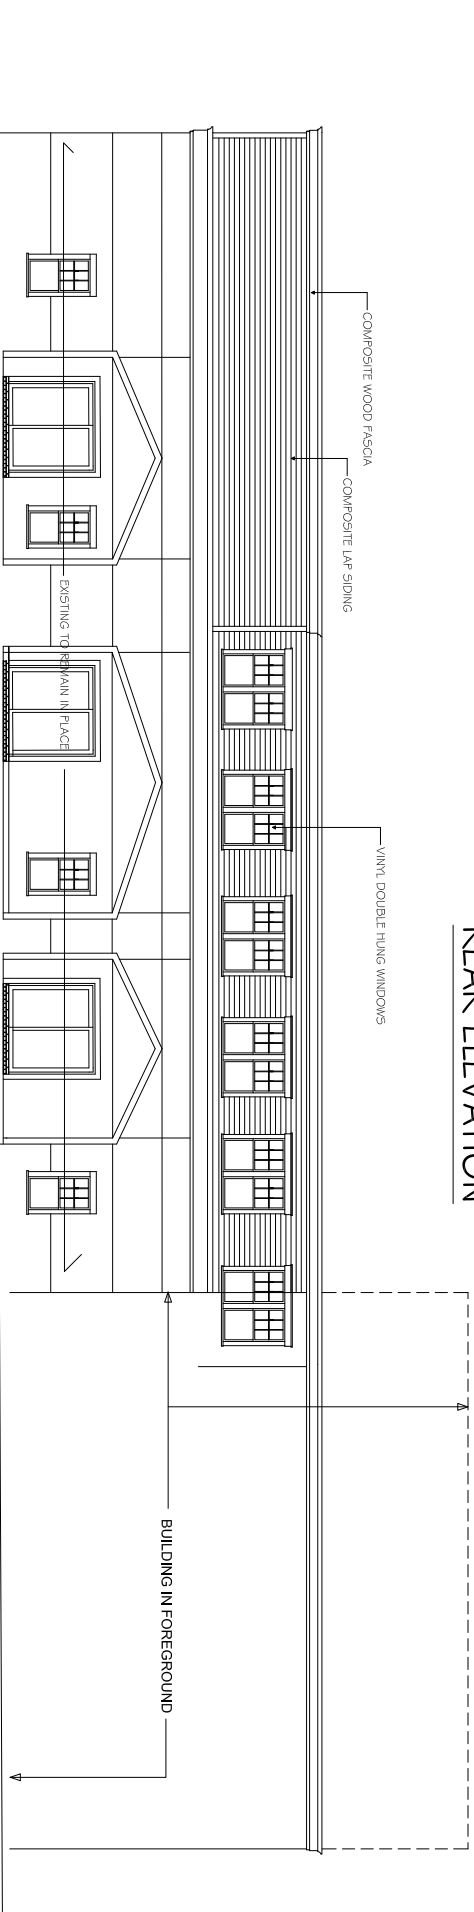 COMPOSITE WOOD FASCIA
COMPOSITE LAP SIDING
EXISTING TO REMAIN IN PLACE
VINYL DOUBLE HUNG WINDOWS
REAR ELEVATION
BUILDING IN FOREGROUND